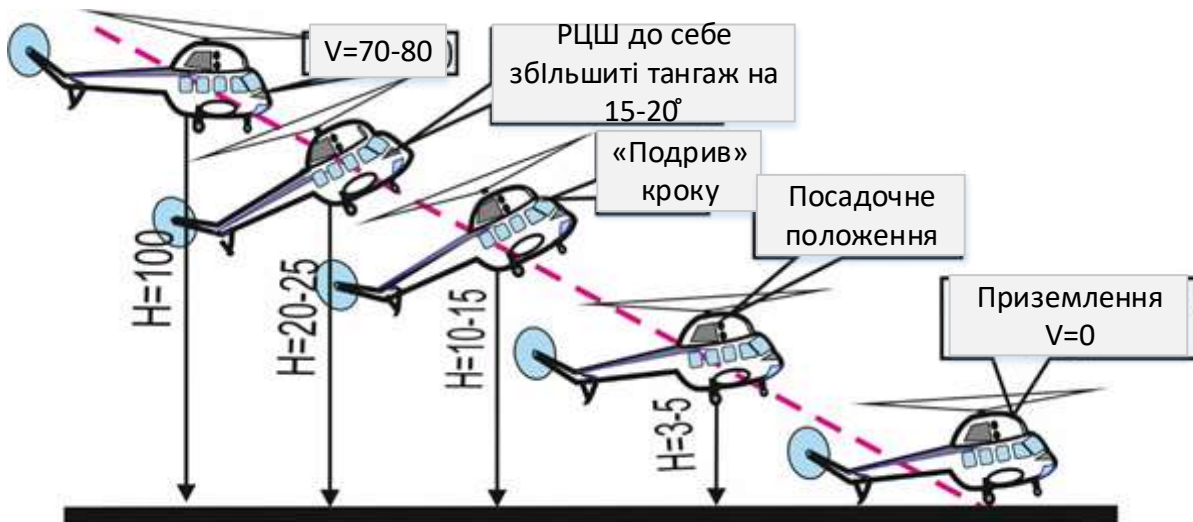 V=70-80
РЦШ до себе
збІльшиті тангаж на
15-20°
«Подрив»
кроку
Посадочне
положення
Приземлення
V=0
H=100
H=20-25
H=10-15
H=3-5